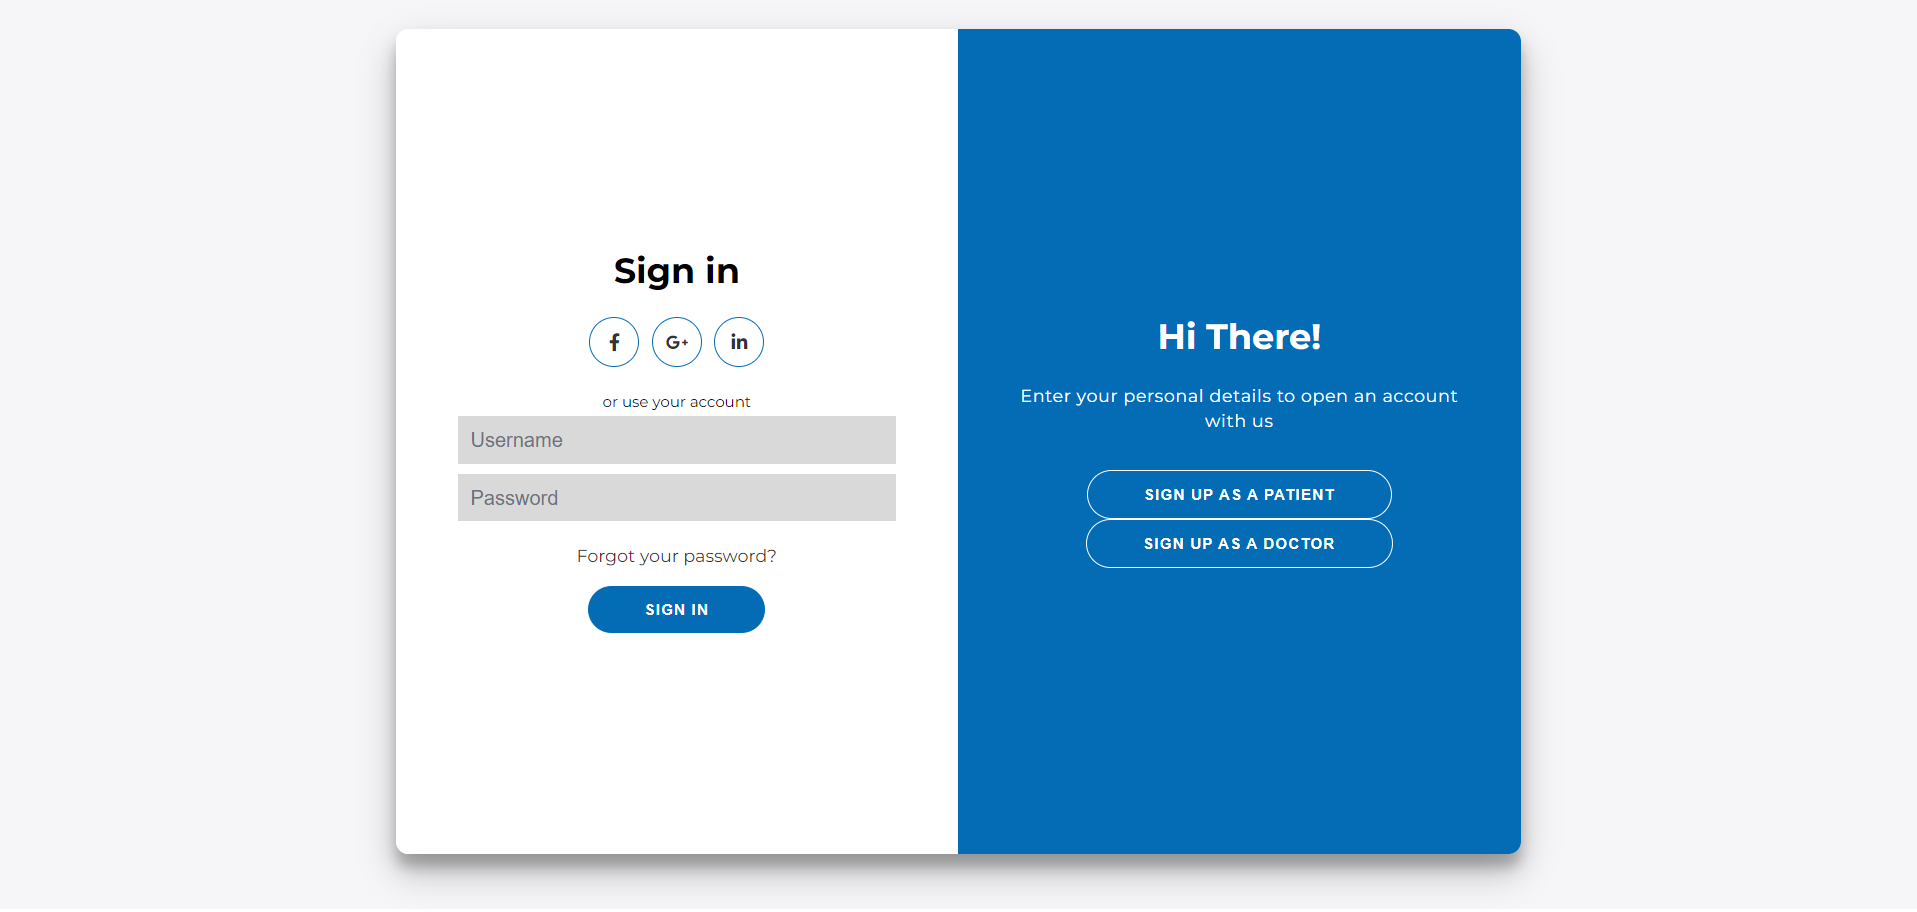 Sign in
f G+ in
or use your account
Username
Password
Forgot your password?
SIGN IN
Hi There!
Enter your personal details to open an account
with us
SIGN UP AS A PATIENT
SIGN UP AS A DOCTOR